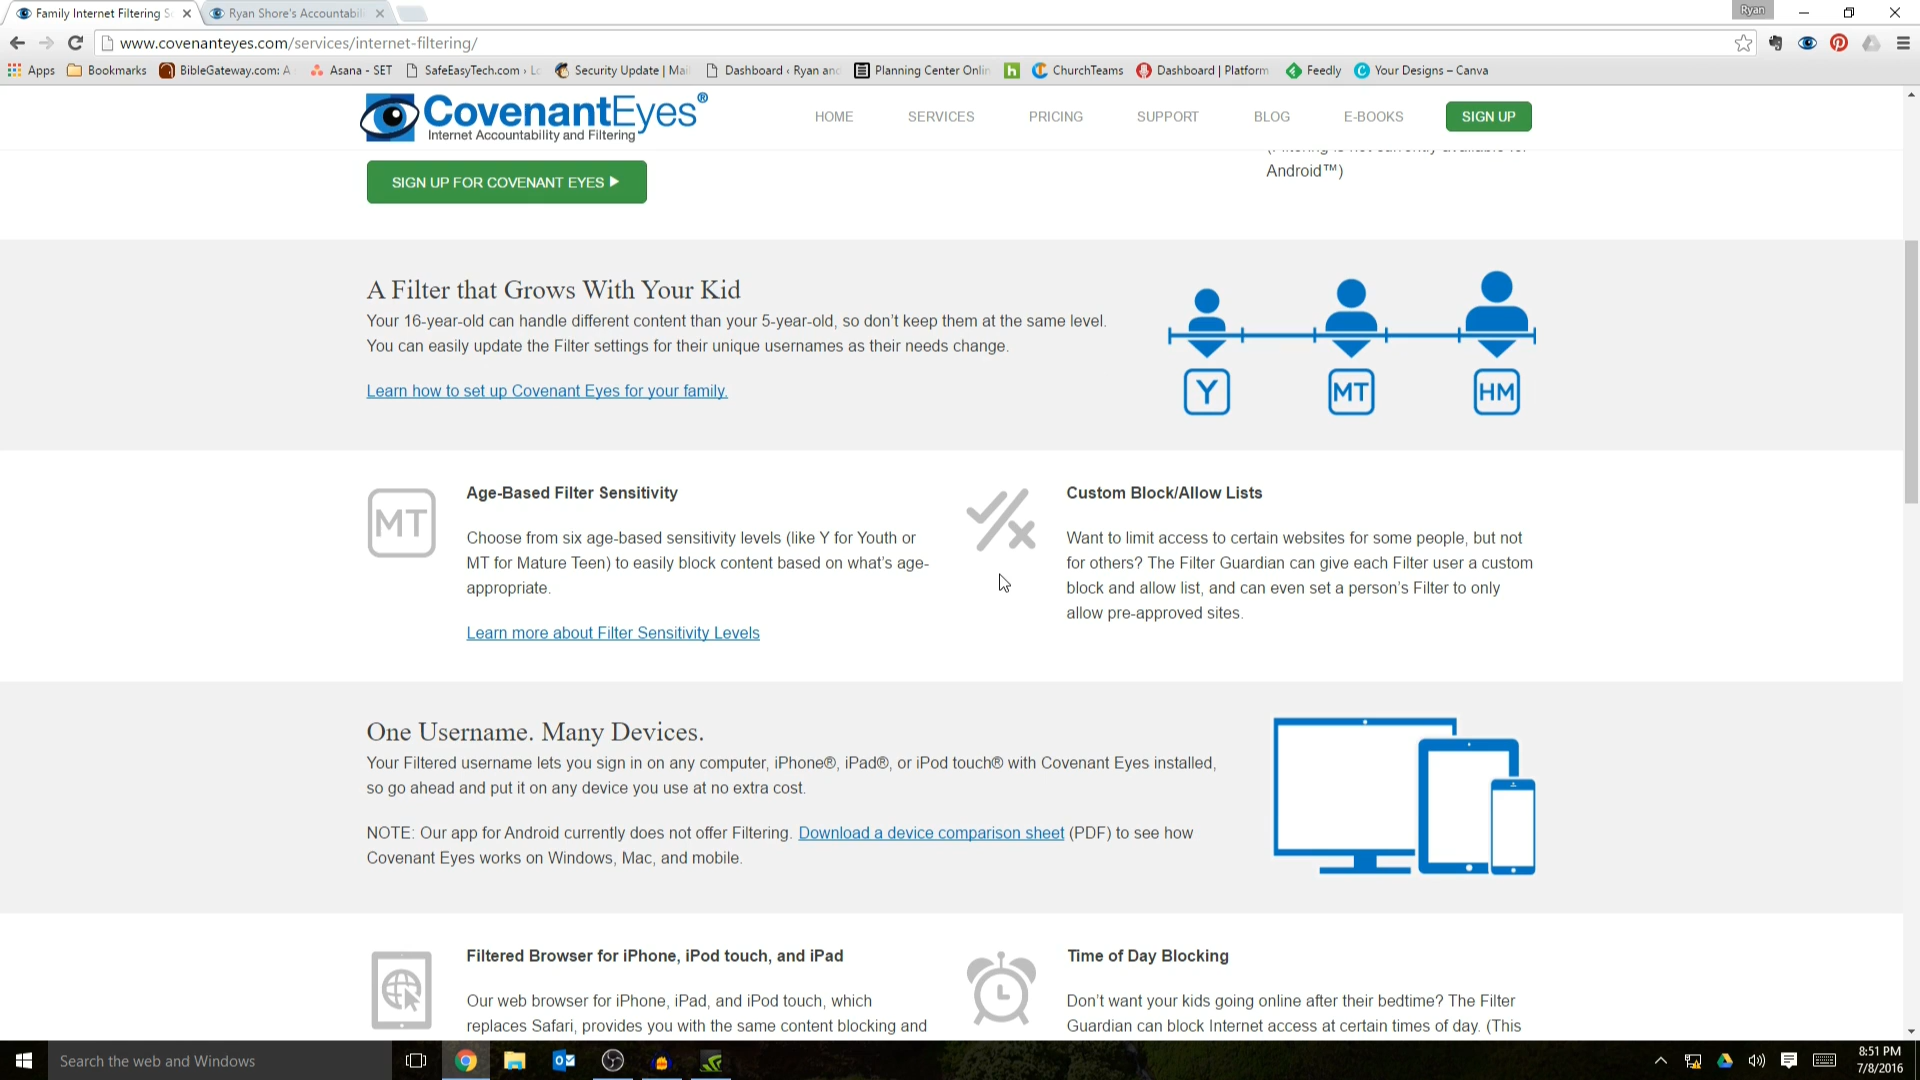 Family Internet Filtering S
Ryan Shore's Accountabil
Ryan
www.covenanteyes.com/services/internet-filtering/
Apps
Bookmarks
BibleGateway.com: A
Asana - SET
SafeEasyTech.com › Lo
Security Update | Mail
Dashboard ‹ Ryan and
Planning Center Onlin
h
ChurchTeams
Dashboard | Platform
Feedly
Your Designs – Canva
CovenantEyes®
Internet Accountability and Filtering
HOME
SERVICES
PRICING
SUPPORT
BLOG
E-BOOKS
SIGN UP
Android™)
SIGN UP FOR COVENANT EYES
A Filter that Grows With Your Kid
Your 16-year-old can handle different content than your 5-year-old, so don't keep them at the same level.
You can easily update the Filter settings for their unique usernames as their needs change.
Learn how to set up Covenant Eyes for your family.
Y
MT
HM
MT
Age-Based Filter Sensitivity
Choose from six age-based sensitivity levels (like Y for Youth or
MT for Mature Teen) to easily block content based on what's age-
appropriate.
Learn more about Filter Sensitivity Levels
Custom Block/Allow Lists
Want to limit access to certain websites for some people, but not
for others? The Filter Guardian can give each Filter user a custom
block and allow list, and can even set a person's Filter to only
allow pre-approved sites.
One Username. Many Devices.
Your Filtered username lets you sign in on any computer, iPhone®, iPad®, or iPod touch® with Covenant Eyes installed,
so go ahead and put it on any device you use at no extra cost.
NOTE: Our app for Android currently does not offer Filtering. Download a device comparison sheet (PDF) to see how
Covenant Eyes works on Windows, Mac, and mobile.
Filtered Browser for iPhone, iPod touch, and iPad
Our web browser for iPhone, iPad, and iPod touch, which
replaces Safari, provides you with the same content blocking and
Time of Day Blocking
Don't want your kids going online after their bedtime? The Filter
Guardian can block Internet access at certain times of day. (This
Search the web and Windows
8:51 PM
7/8/2016